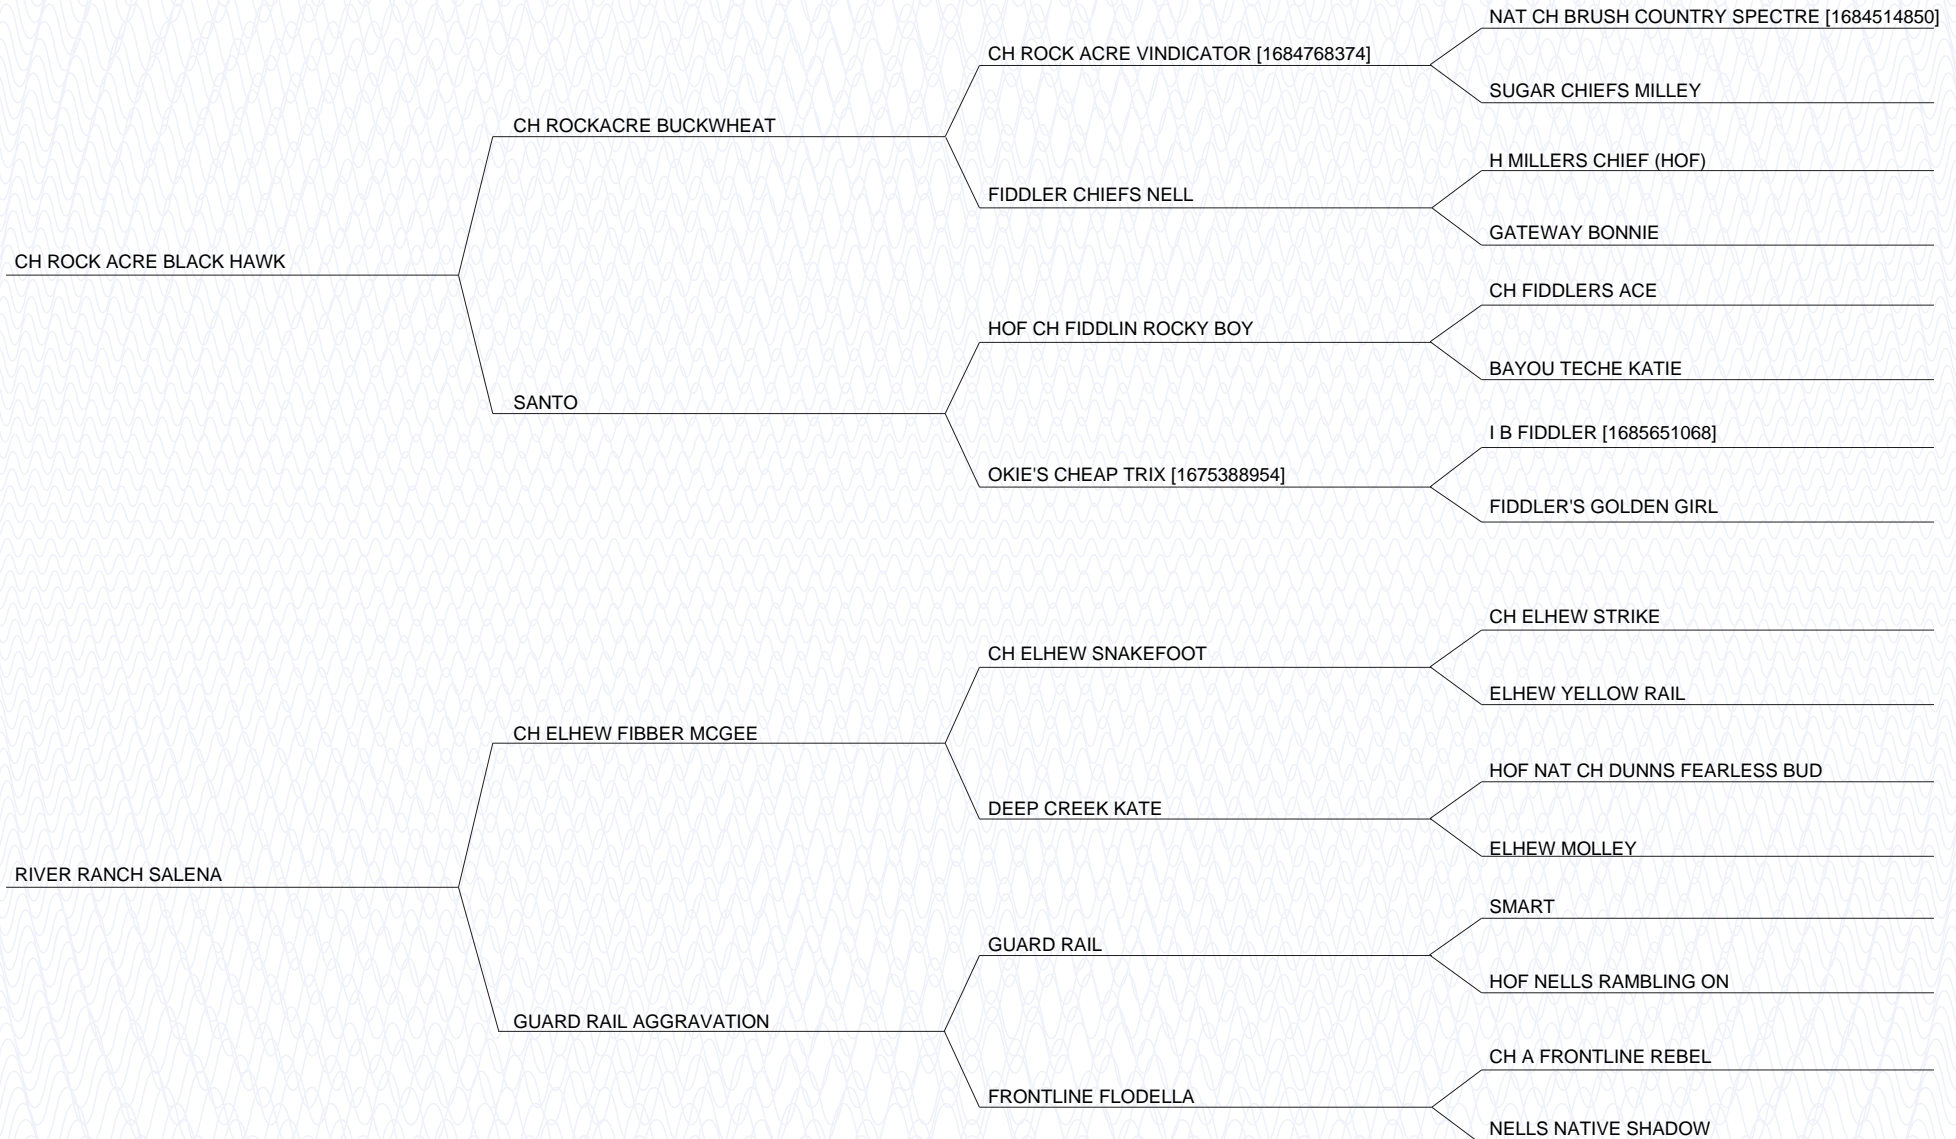 NAT CH BRUSH COUNTRY SPECTRE [1684514850]
CH ROCK ACRE VINDICATOR [1684768374]
SUGAR CHIEFS MILLEY
CH ROCKACRE BUCKWHEAT
H MILLERS CHIEF (HOF)
FIDDLER CHIEFS NELL
GATEWAY BONNIE
CH ROCK ACRE BLACK HAWK
CH FIDDLERS ACE
HOF CH FIDDLIN ROCKY BOY
BAYOU TECHE KATIE
SANTO
I B FIDDLER [1685651068]
OKIE'S CHEAP TRIX [1675388954]
FIDDLER'S GOLDEN GIRL
CH ELHEW STRIKE
CH ELHEW SNAKEFOOT
ELHEW YELLOW RAIL
CH ELHEW FIBBER MCGEE
HOF NAT CH DUNNS FEARLESS BUD
DEEP CREEK KATE
ELHEW MOLLEY
RIVER RANCH SALENA
SMART
GUARD RAIL
HOF NELLS RAMBLING ON
GUARD RAIL AGGRAVATION
CH A FRONTLINE REBEL
FRONTLINE FLODELLA
NELLS NATIVE SHADOW